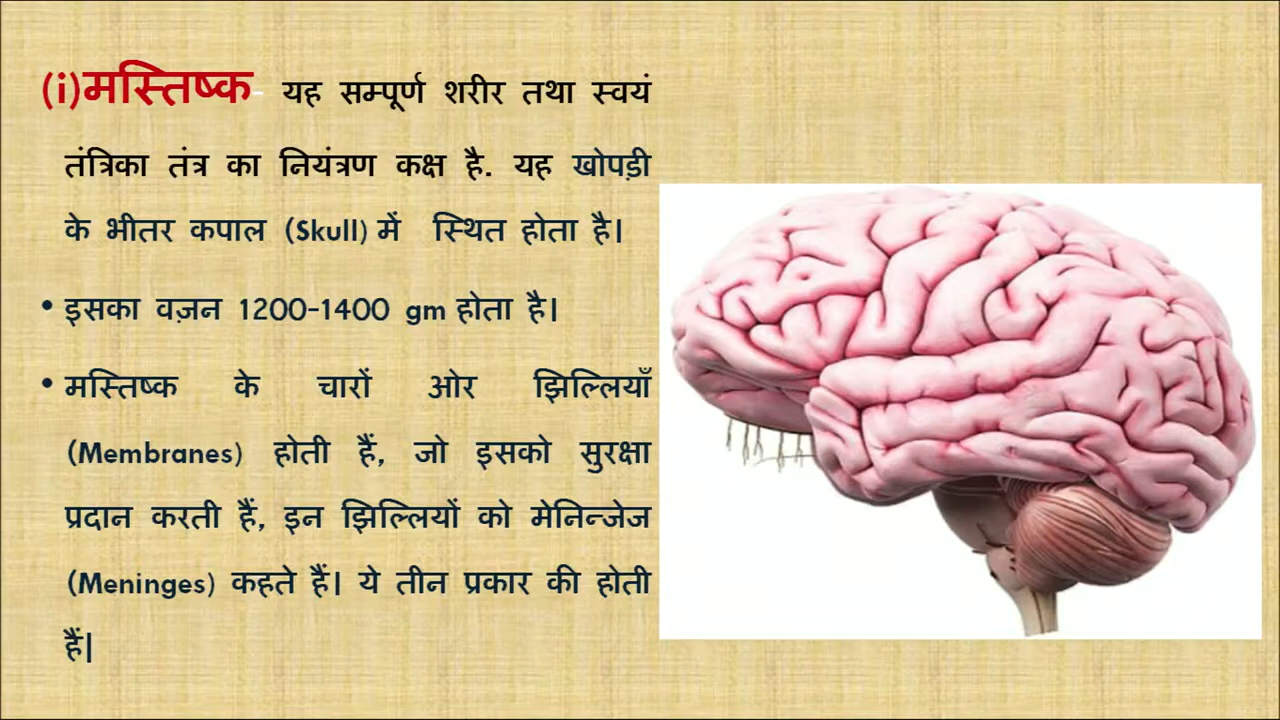 (i)मस्तिष्क- यह सम्पूर्ण शरीर तथा स्वयं
तंत्रिका तंत्र का नियंत्रण कक्ष है. यह खोपड़ी
के भीतर कपाल (Skull) में स्थित होता है।
• इसका वज़न 1200-1400 gm होता है।
• मस्तिष्क के चारों ओर झिल्लियाँ
(Membranes) होती हैं, जो इसको सुरक्षा
प्रदान करती हैं, इन झिल्लियों को मेनिन्जेज
(Meninges) कहते हैं। ये तीन प्रकार की होती
हैं|